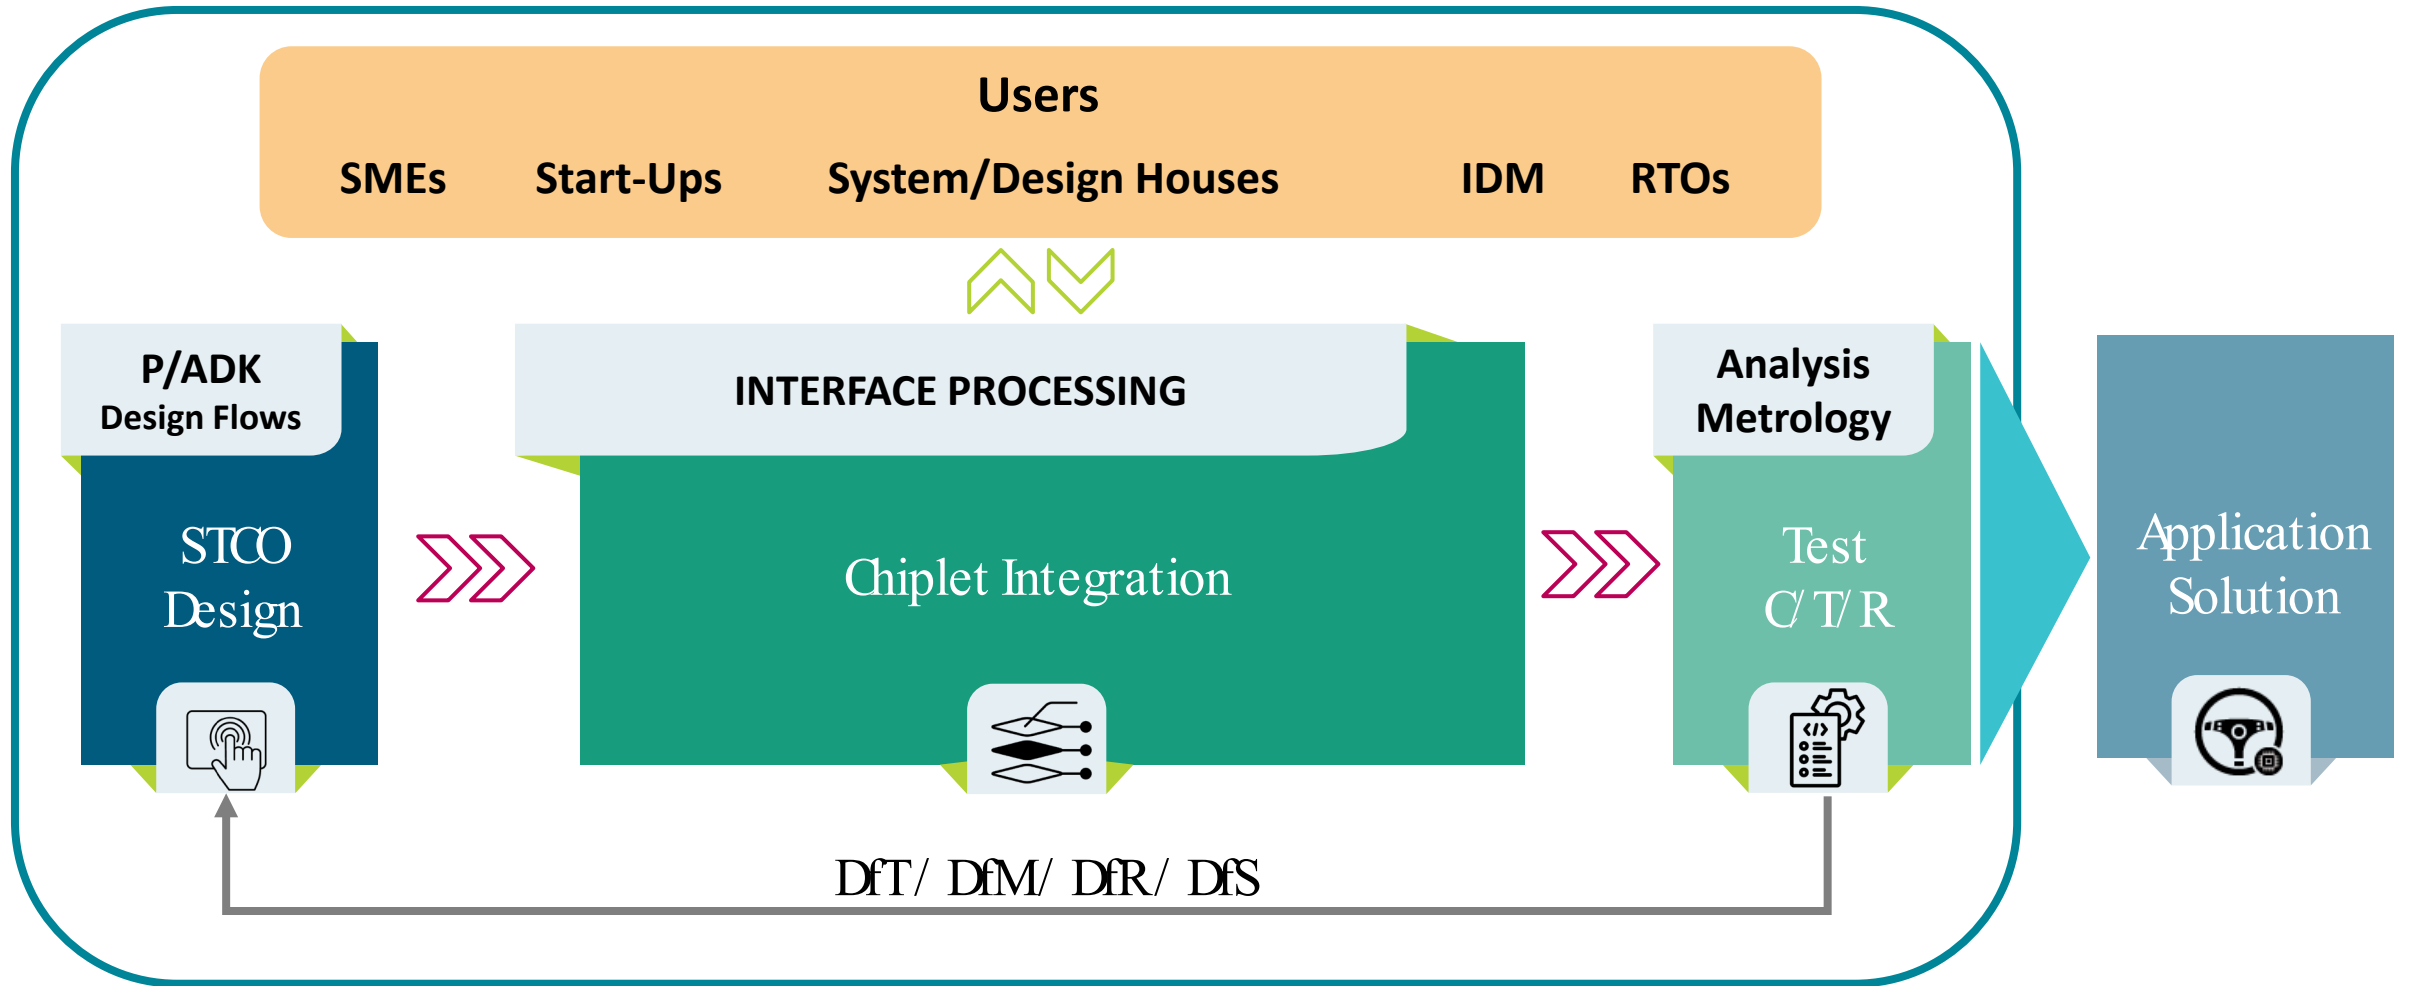 Users
SMEs Start-Ups System/Design Houses IDM RTOs
P/ADK
Design Flows
INTERFACE PROCESSING
Analysis
Metrology
STCO
Design
Chiplet Integration
Test
C/T/R
Application
Solution
DfT/ DfM/ DfR/ DfS